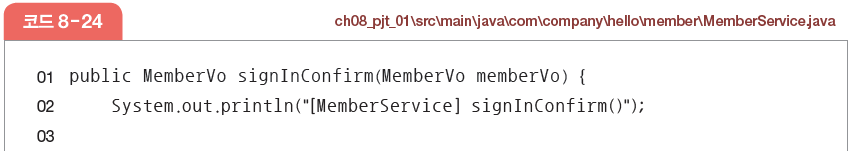 코드 8-24
ch08_pjt_01\src\main\java\com\company\hello\member\MemberService.java
01 public MemberVo signInConfirm(MemberVo memberVo) {
02     System.out.println("[MemberService] signInConfirm()");
03